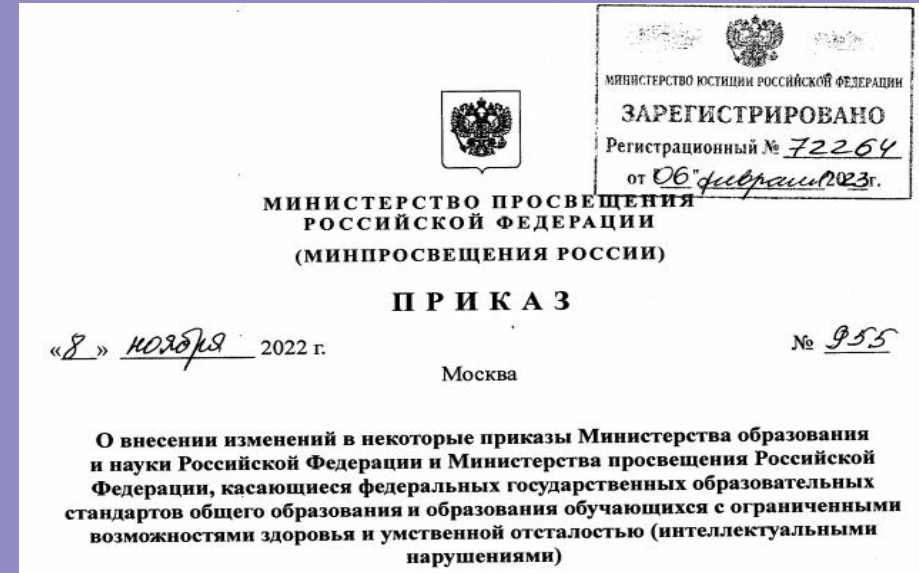 МИНИСТЕРСТВО ЮСТИЦИИ РОССИЙСКОЙ ФЕДЕРАЦИИ
ЗАРЕГИСТРИРОВАНО
Регистрационный № 72264
от "06" февраля 2023г.
МИНИСТЕРСТВО ПРОСВЕЩЕНИЯ
РОССИЙСКОЙ ФЕДЕРАЦИИ
(МИНПРОСВЕЩЕНИЯ РОССИИ)
ПРИКАЗ
«8» ноября 2022 г.
№ 955
Москва
О внесении изменений в некоторые приказы Министерства образования
и науки Российской Федерации и Министерства просвещения Российской
Федерации, касающиеся федеральных государственных образовательных
стандартов общего образования и образования обучающихся с ограниченными
возможностями здоровья и умственной отсталостью (интеллектуальными
нарушениями)